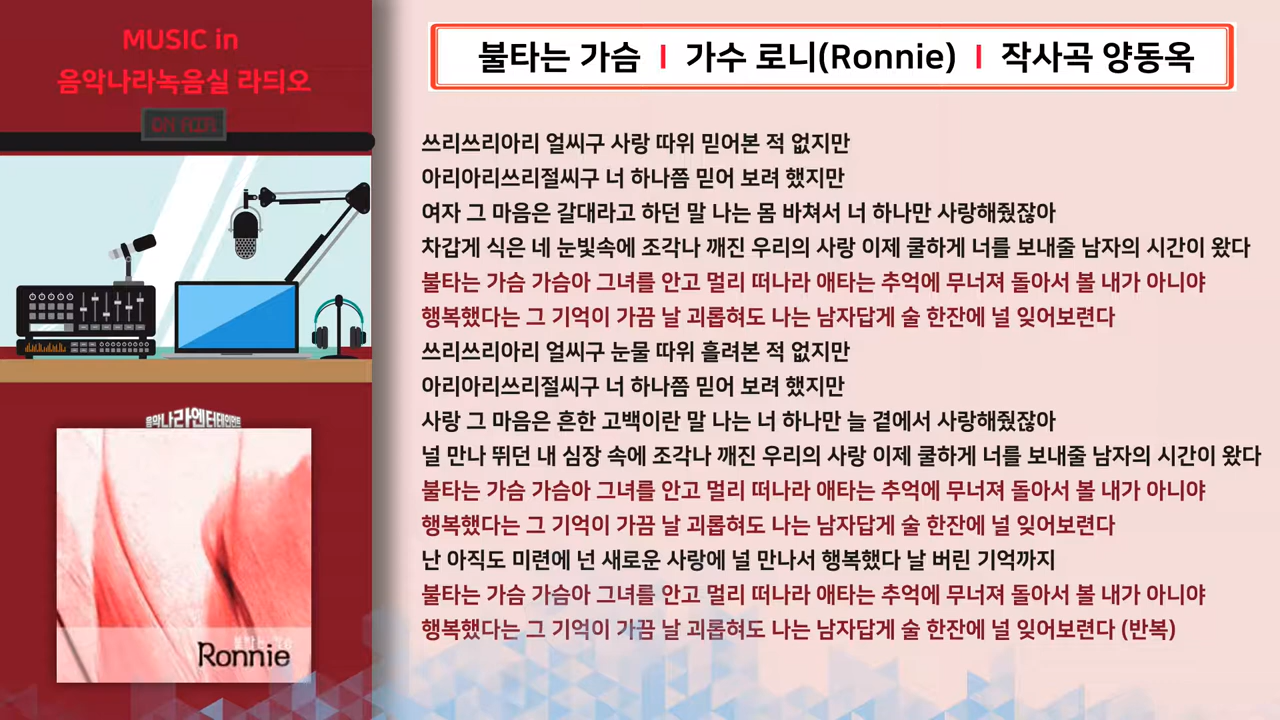 MUSIC in
음악나라녹음실 라듸오
ON AIR
불타는 가슴 I 가수 로니(Ronnie) I 작사곡 양동옥
쓰리쓰리아리 얼씨구 사랑 따위 믿어본 적 없지만
아리아리쓰리절씨구 너 하나쯤 믿어 보려 했지만
여자 그 마음은 갈대라고 하던 말 나는 몸 바쳐서 너 하나만 사랑해줬잖아
차갑게 식은 네 눈빛속에 조각나 깨진 우리의 사랑 이제 쿨하게 너를 보내줄 남자의 시간이 왔다
불타는 가슴 가슴아 그녀를 안고 멀리 떠나라 애타는 추억에 무너져 돌아서 볼 내가 아니야
행복했다는 그 기억이 가끔 날 괴롭혀도 나는 남자답게 술 한잔에 널 잊어보련다
쓰리쓰리아리 얼씨구 눈물 따위 흘려본 적 없지만
아리아리쓰리절씨구 너 하나쯤 믿어 보려 했지만
사랑 그 마음은 흔한 고백이란 말 나는 너 하나만 늘 곁에서 사랑해줬잖아
널 만나 뛰던 내 심장 속에 조각나 깨진 우리의 사랑 이제 쿨하게 너를 보내줄 남자의 시간이 왔다
불타는 가슴 가슴아 그녀를 안고 멀리 떠나라 애타는 추억에 무너져 돌아서 볼 내가 아니야
행복했다는 그 기억이 가끔 날 괴롭혀도 나는 남자답게 술 한잔에 널 잊어보련다
난 아직도 미련에 넌 새로운 사랑에 널 만나서 행복했다 날 버린 기억까지
불타는 가슴 가슴아 그녀를 안고 멀리 떠나라 애타는 추억에 무너져 돌아서 볼 내가 아니야
행복했다는 그 기억이 가끔 날 괴롭혀도 나는 남자답게 술 한잔에 널 잊어보련다 (반복)
음악나라엔터테인먼트
불타는 가슴
Ronnie